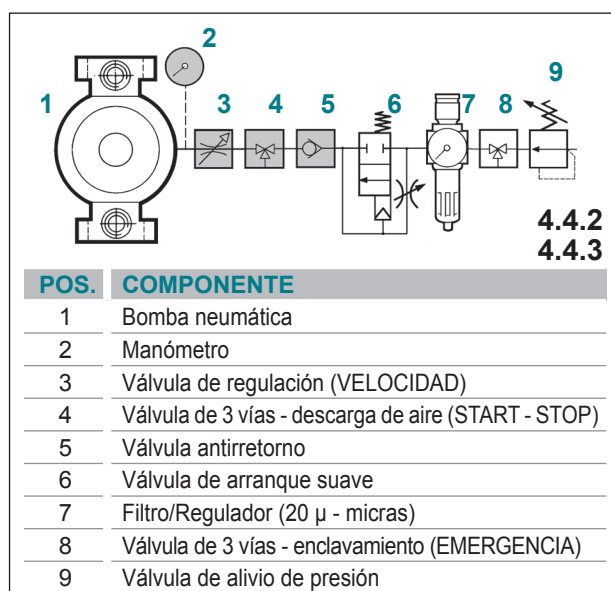 2
1 3 4 5 6 7 8 9
4.4.2
4.4.3
POS. COMPONENTE
1 Bomba neumática
2 Manómetro
3 Válvula de regulación (VELOCIDAD)
4 Válvula de 3 vías - descarga de aire (START - STOP)
5 Válvula antirretorno
6 Válvula de arranque suave
7 Filtro/Regulador (20 µ - micras)
8 Válvula de 3 vías - enclavamiento (EMERGENCIA)
9 Válvula de alivio de presión